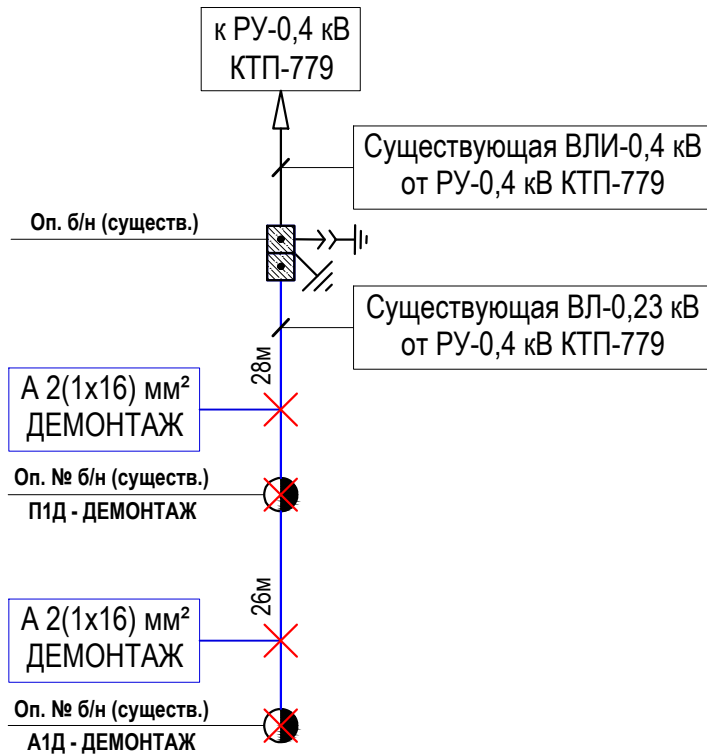 к РУ-0,4 кВ
КТП-779
Существующая ВЛИ-0,4 кВ
от РУ-0,4 кВ КТП-779
Оп. б/н (существ.)
Существующая ВЛ-0,23 кВ
от РУ-0,4 кВ КТП-779
28м
А 2(1х16) мм²
ДЕМОНТАЖ
Оп. № б/н (существ.)
П1Д - ДЕМОНТАЖ
26м
А 2(1х16) мм²
ДЕМОНТАЖ
Оп. № б/н (существ.)
А1Д - ДЕМОНТАЖ